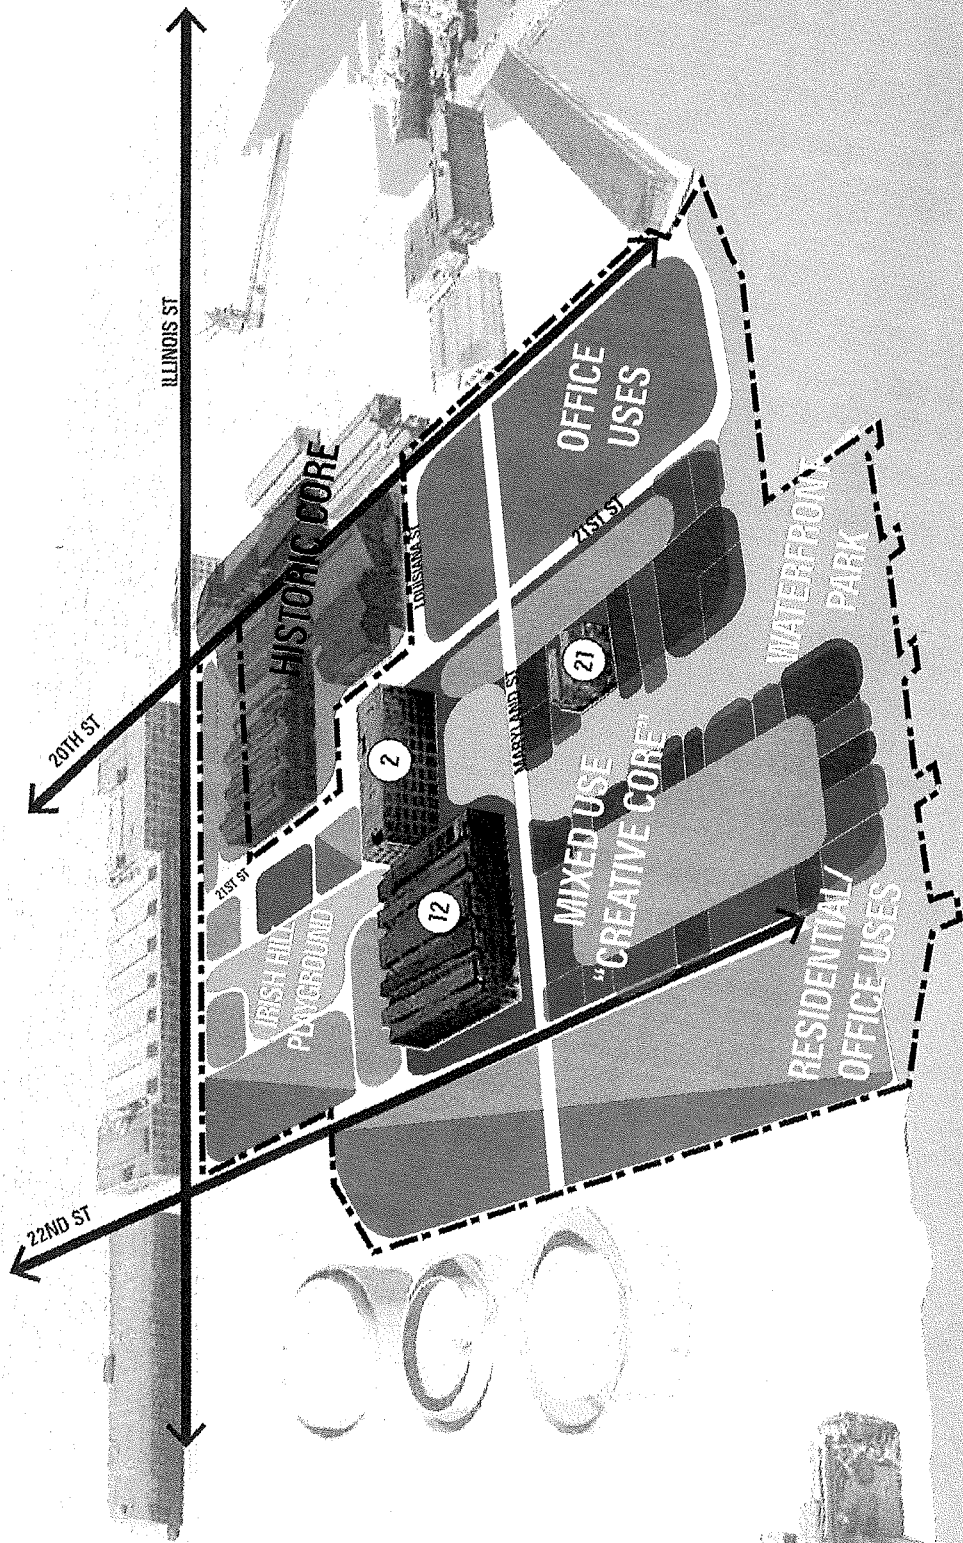 22ND ST
20TH ST
ILLINOIS ST
21ST ST
IRISH HILL
PLAYGROUND
HISTORIC CORE
2
12
LOUISIANA ST
MARYLAND ST
21ST ST
21
MIXED USE
"CREATIVE CORE"
OFFICE
USES
RESIDENTIAL/
OFFICE USES
WATERFRONT
PARK